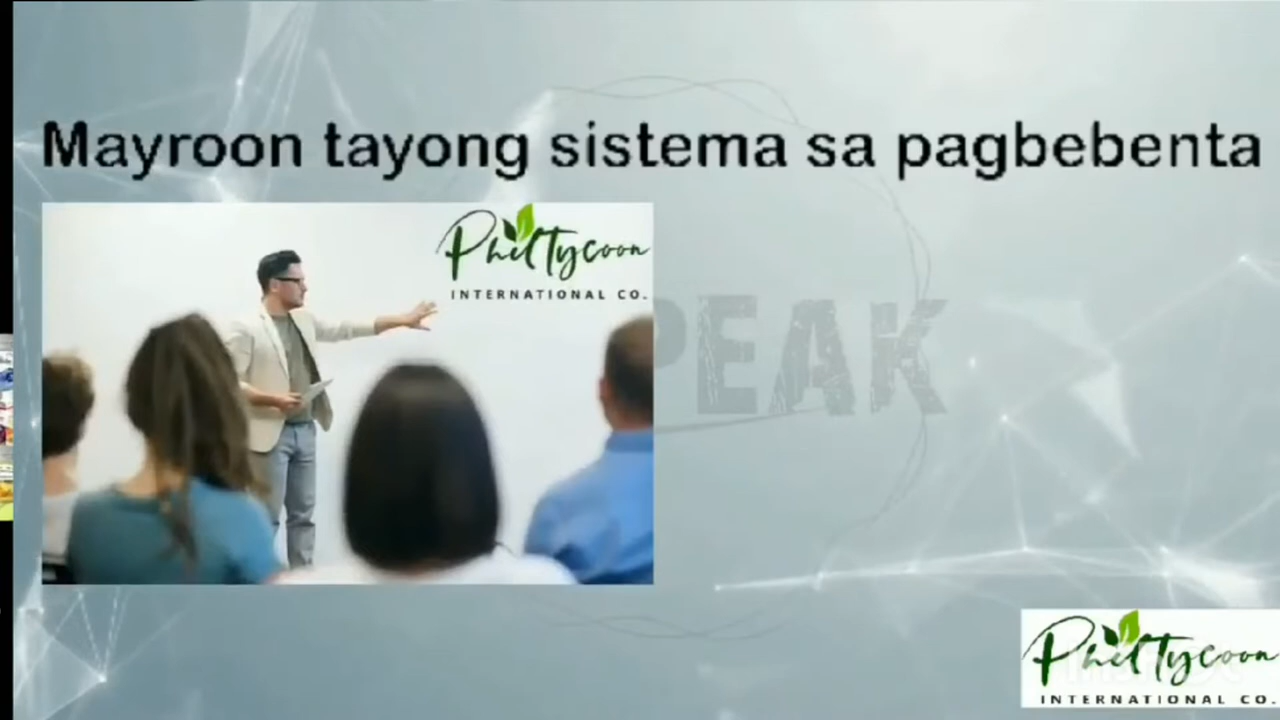 Mayroon tayong sistema sa pagbebenta
PhilTycoon
INTERNATIONAL CO.
PEAK
PhilTycoon
INTERNATIONAL CO.